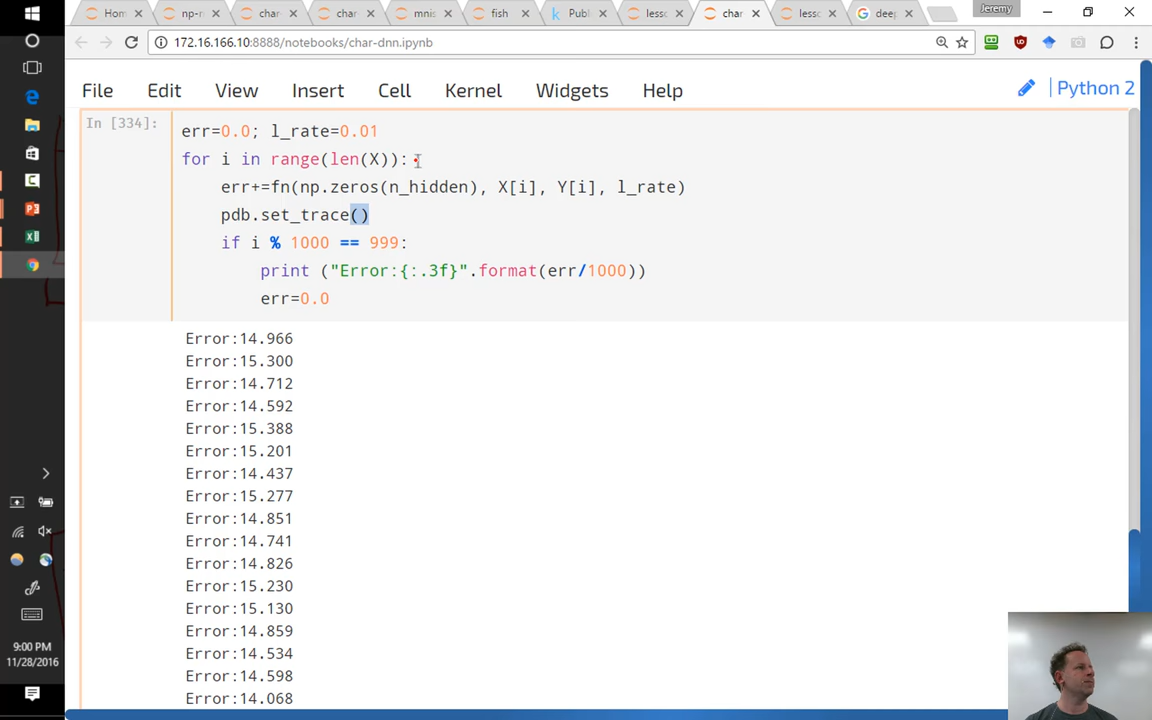 Hom
np-n
char-
char
mnis
fish
k Publ
lesso
char
lesso
G deep
Jeremy
172.16.166.10:8888/notebooks/char-dnn.ipynb
File Edit View Insert Cell Kernel Widgets Help Python 2
In [334]:
err=0.0; l_rate=0.01
for i in range(len(X)):
err+=fn(np.zeros(n_hidden), X[i], Y[i], l_rate)
pdb.set_trace()
if i % 1000 == 999:
print ("Error:{:.3f}".format(err/1000))
err=0.0
Error:14.966
Error:15.300
Error:14.712
Error:14.592
Error:15.388
Error:15.201
Error:14.437
Error:15.277
Error:14.851
Error:14.741
Error:14.826
Error:15.230
Error:15.130
Error:14.859
Error:14.534
Error:14.598
Error:14.068
9:00 PM
11/28/2016